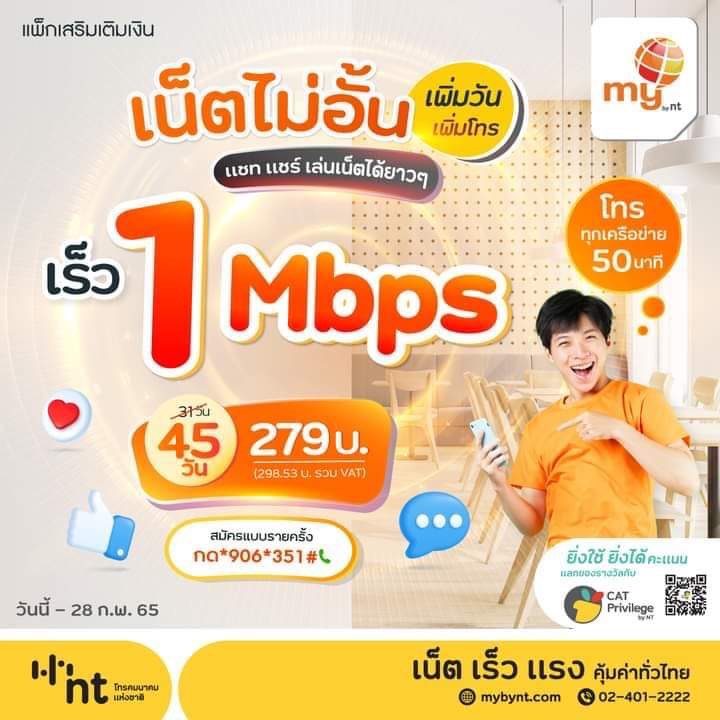 แพ็กเสริมเติมเงิน
เน็ตไม่อั้น
เพิ่มวัน
เพิ่มโทร
my
by nt
แชท แชร์ เล่นเน็ตได้ยาวๆ
เร็ว 1 Mbps
โทร
ทุกเครือข่าย
50 นาที
31 วัน
45
วัน
279 บ.
(298.53 บ. รวม VAT)
สมัครแบบรายครั้ง
กด*906*351#
ยิ่งใช้ ยิ่งได้ คะแนน
แลกของรางวัลกับ
CAT
Privilege
by NT
วันนี้ – 28 ก.พ. 65
nt
โทรคมนาคม
แห่งชาติ
เน็ต เร็ว แรง คุ้มค่าทั่วไทย
mybynt.com
02-401-2222